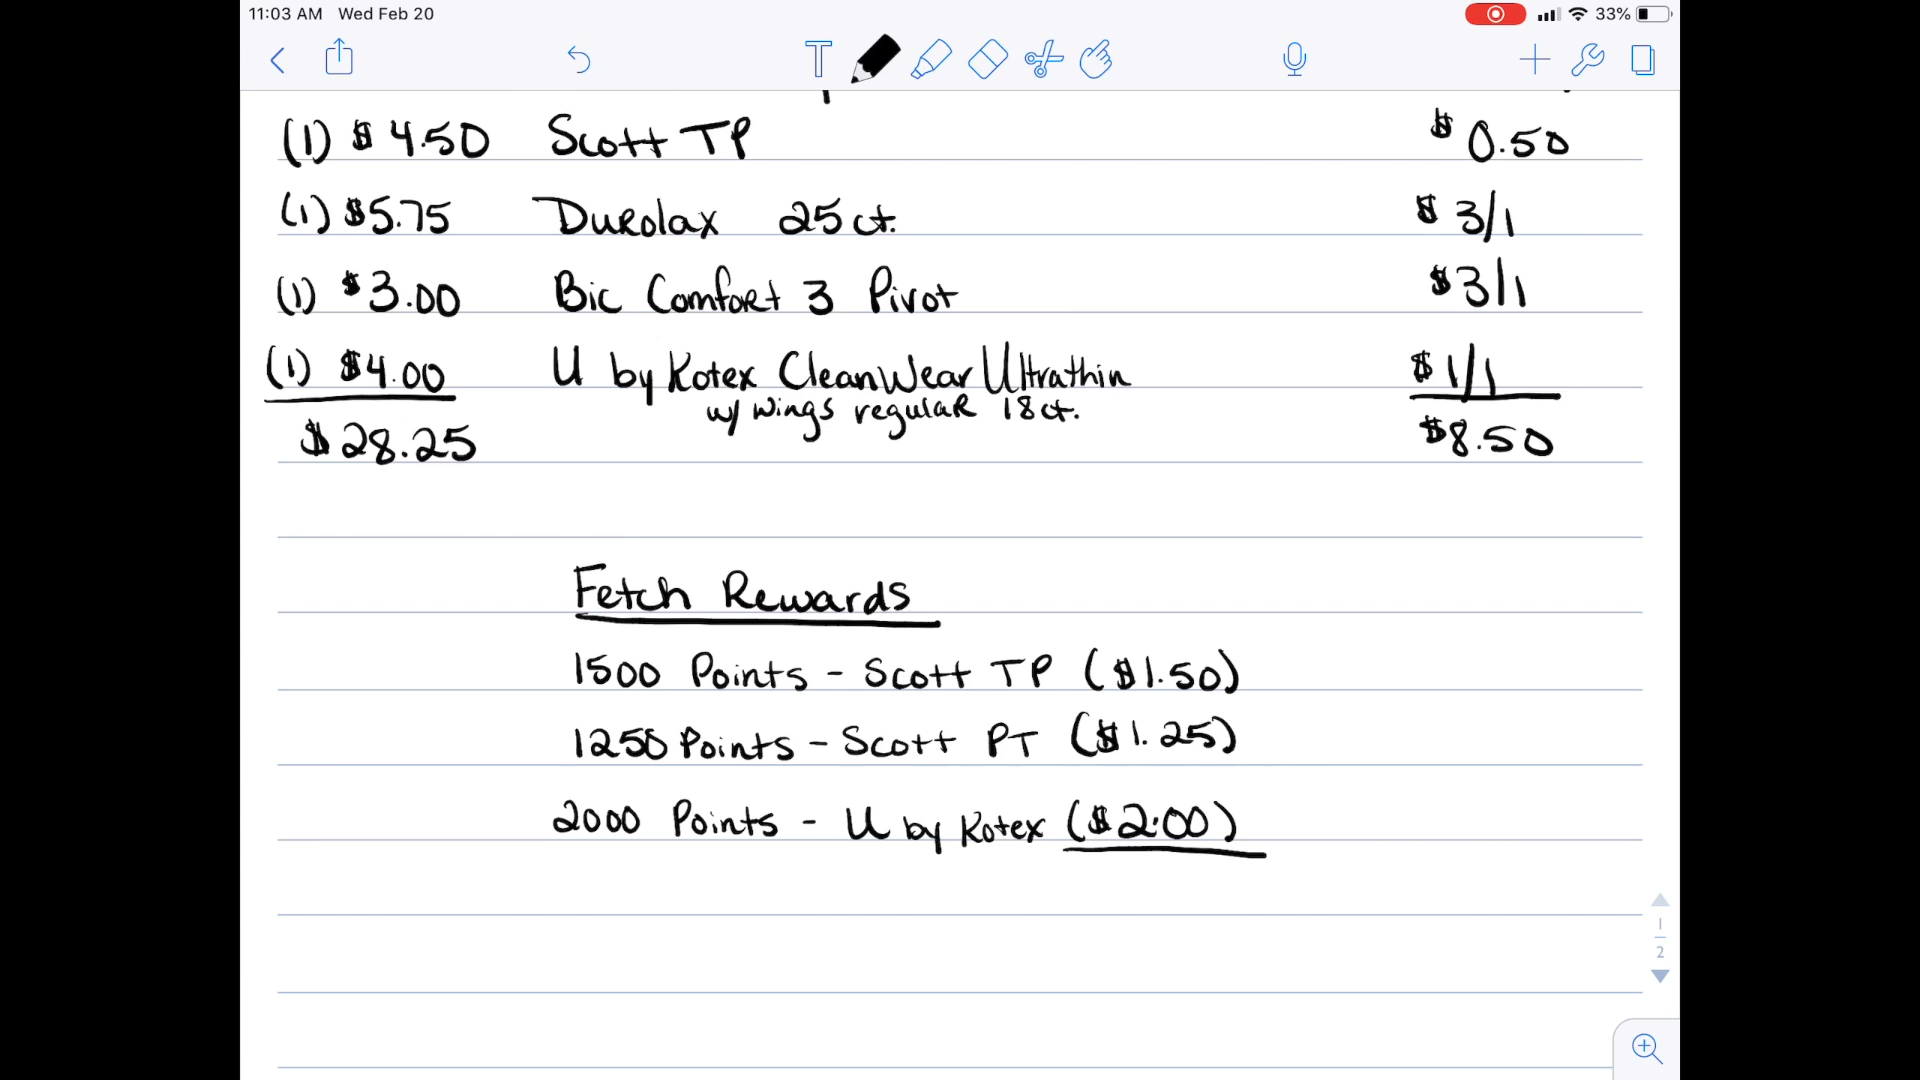 11:03 AM Wed Feb 20 33%
T
(1) $4.50 Scott TP $0.50
(1) $5.75 Dukolax 25 ct. $3/1
(1) $3.00 Bic Comfort 3 Pivot $3/1
(1) $4.00 U by Kotex CleanWear Ultrathin $1/1
w/ wings regular 18 ct.
$28.25 $8.50
Fetch Rewards
1500 Points - Scott TP ($1.50)
1250 Points - Scott PT ($1.25)
2000 Points - U by Kotex ($2.00)
1
2